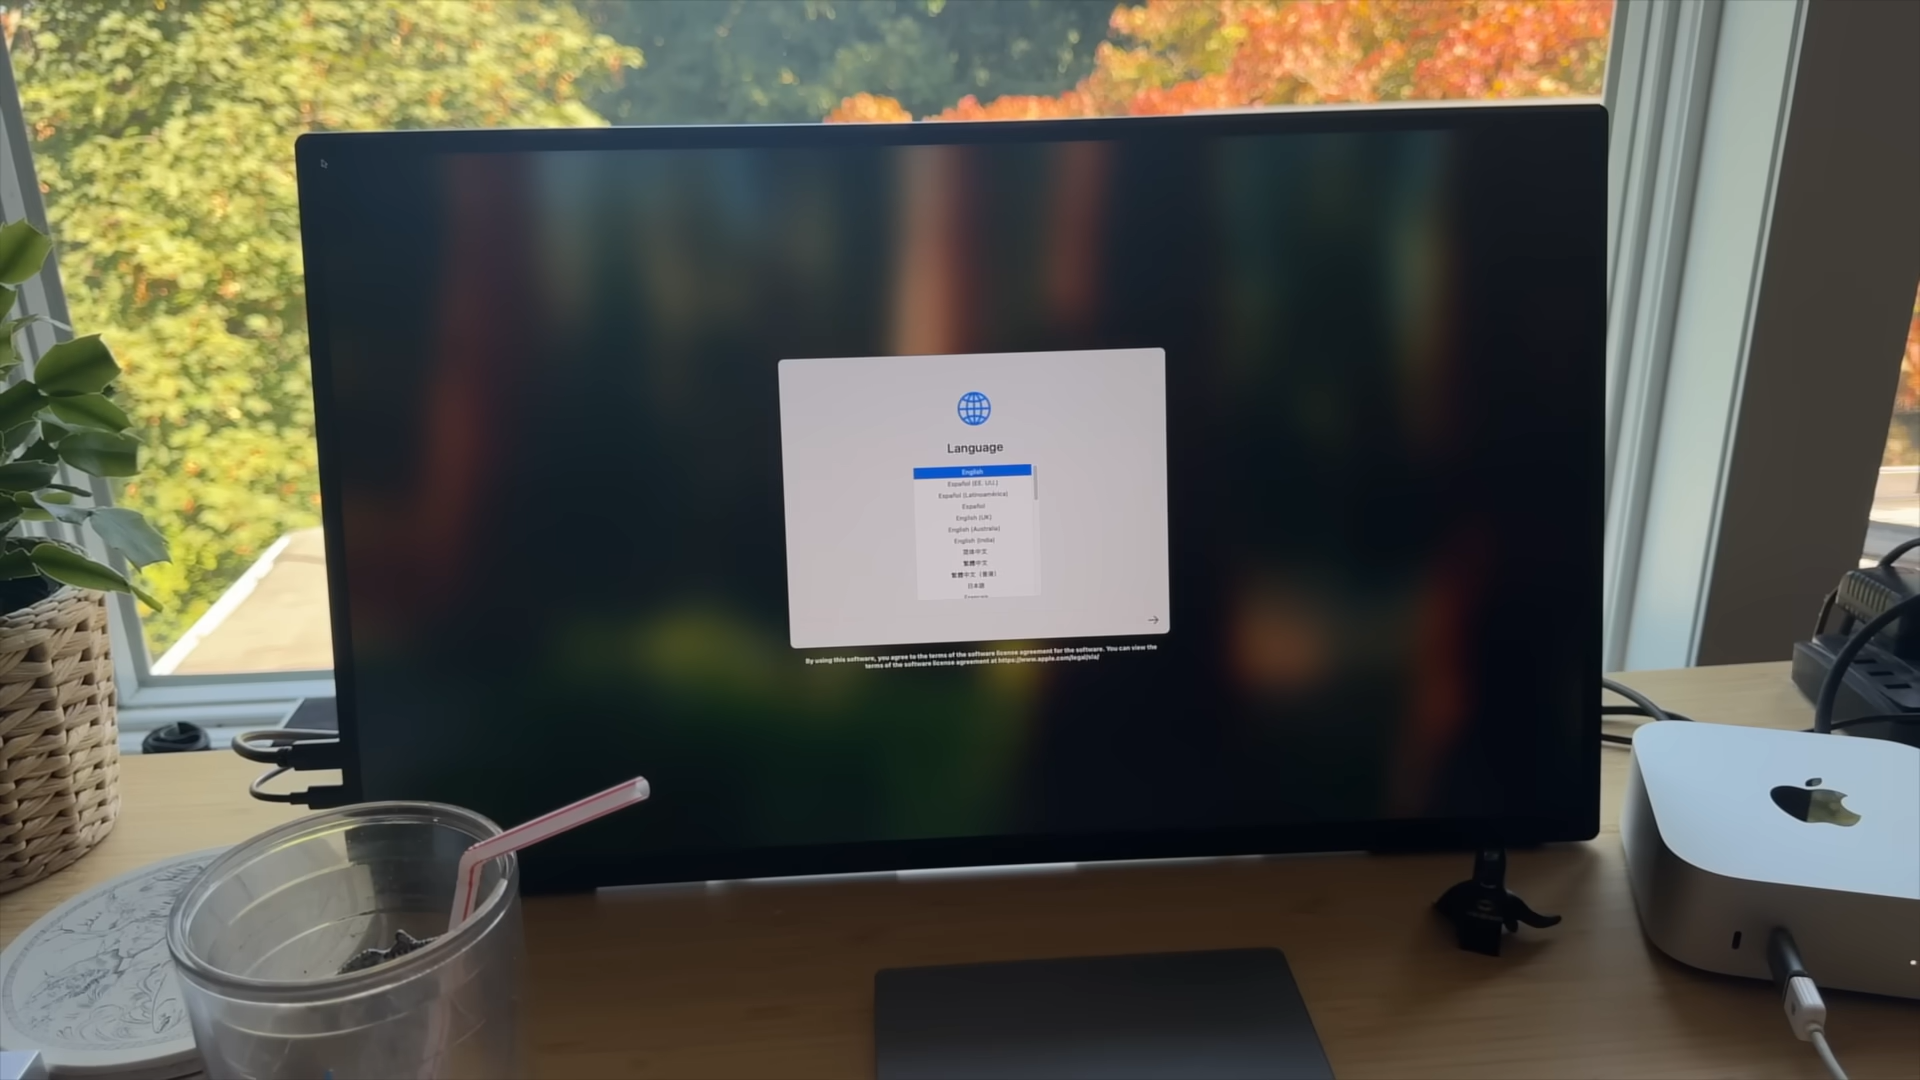 Language
English
Español (EE. UU.)
Español (Latinoamérica)
Español
English (UK)
English (Australia)
English (India)
简体中文
繁體中文
繁體中文（香港）
日本語
Français
By using this software, you agree to the terms of the software license agreement for the software. You can view the
terms of the software license agreement at https://www.apple.com/legal/sla/